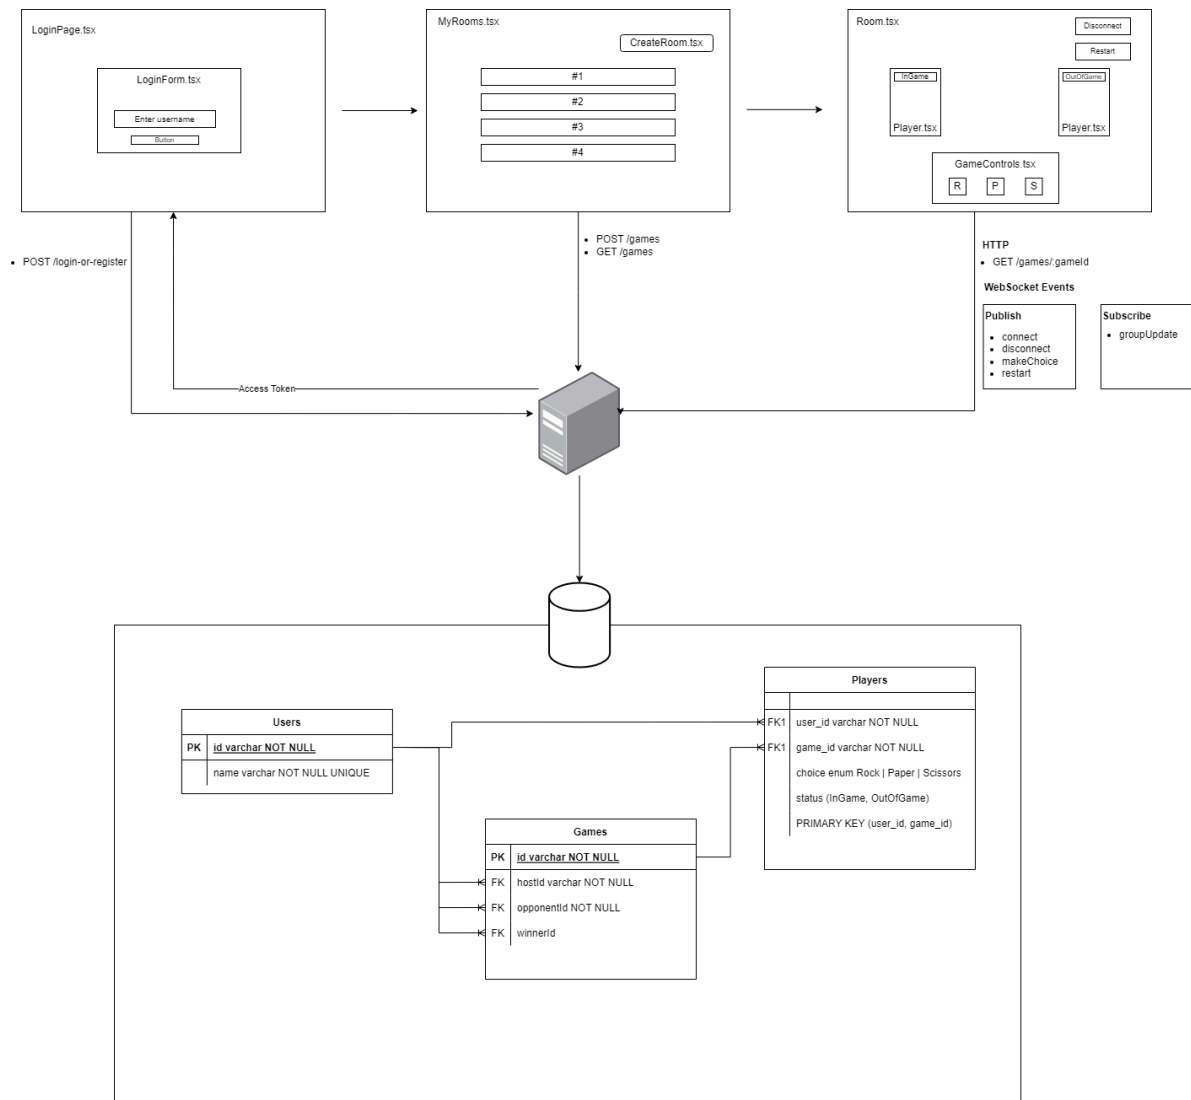 LoginPage.tsx
LoginForm.tsx
Enter username
Button
MyRooms.tsx
CreateRoom.tsx
#1
#2
#3
#4
Room.tsx
Disconnect
Restart
InGame
Player.tsx
OutOfGame
Player.tsx
GameControls.tsx
R
P
S
POST /login-or-register
POST /games
GET /games
HTTP
GET /games/:gameId
WebSocket Events
Publish
connect
disconnect
makeChoice
restart
Subscribe
groupUpdate
Access Token
Users
PK id varchar NOT NULL
name varchar NOT NULL UNIQUE
Games
PK id varchar NOT NULL
FK hostId varchar NOT NULL
FK opponentId NOT NULL
FK winnerId
Players
FK1 user_id varchar NOT NULL
FK1 game_id varchar NOT NULL
choice enum Rock | Paper | Scissors
status (InGame, OutOfGame)
PRIMARY KEY (user_id, game_id)